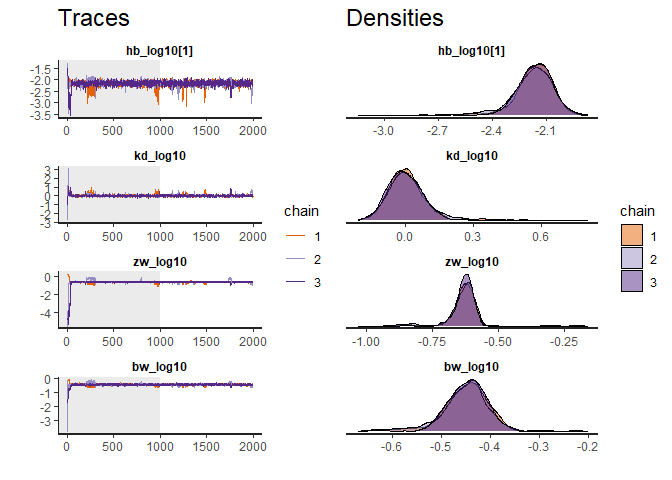 Traces
hb_log10[1]
-1.5
-2.0
-2.5
-3.0
-3.5
0 500 1000 1500 2000
kd_log10
3
2
1
0
-1
-2
-3
0 500 1000 1500 2000
zw_log10
0
-2
-4
0 500 1000 1500 2000
bw_log10
0
-1
-2
-3
0 500 1000 1500 2000
chain
1
2
3
Densities
hb_log10[1]
-3.0 -2.7 -2.4 -2.1
kd_log10
0.0 0.3 0.6
zw_log10
-1.00 -0.75 -0.50 -0.25
bw_log10
-0.6 -0.5 -0.4 -0.3 -0.2
chain
1
2
3